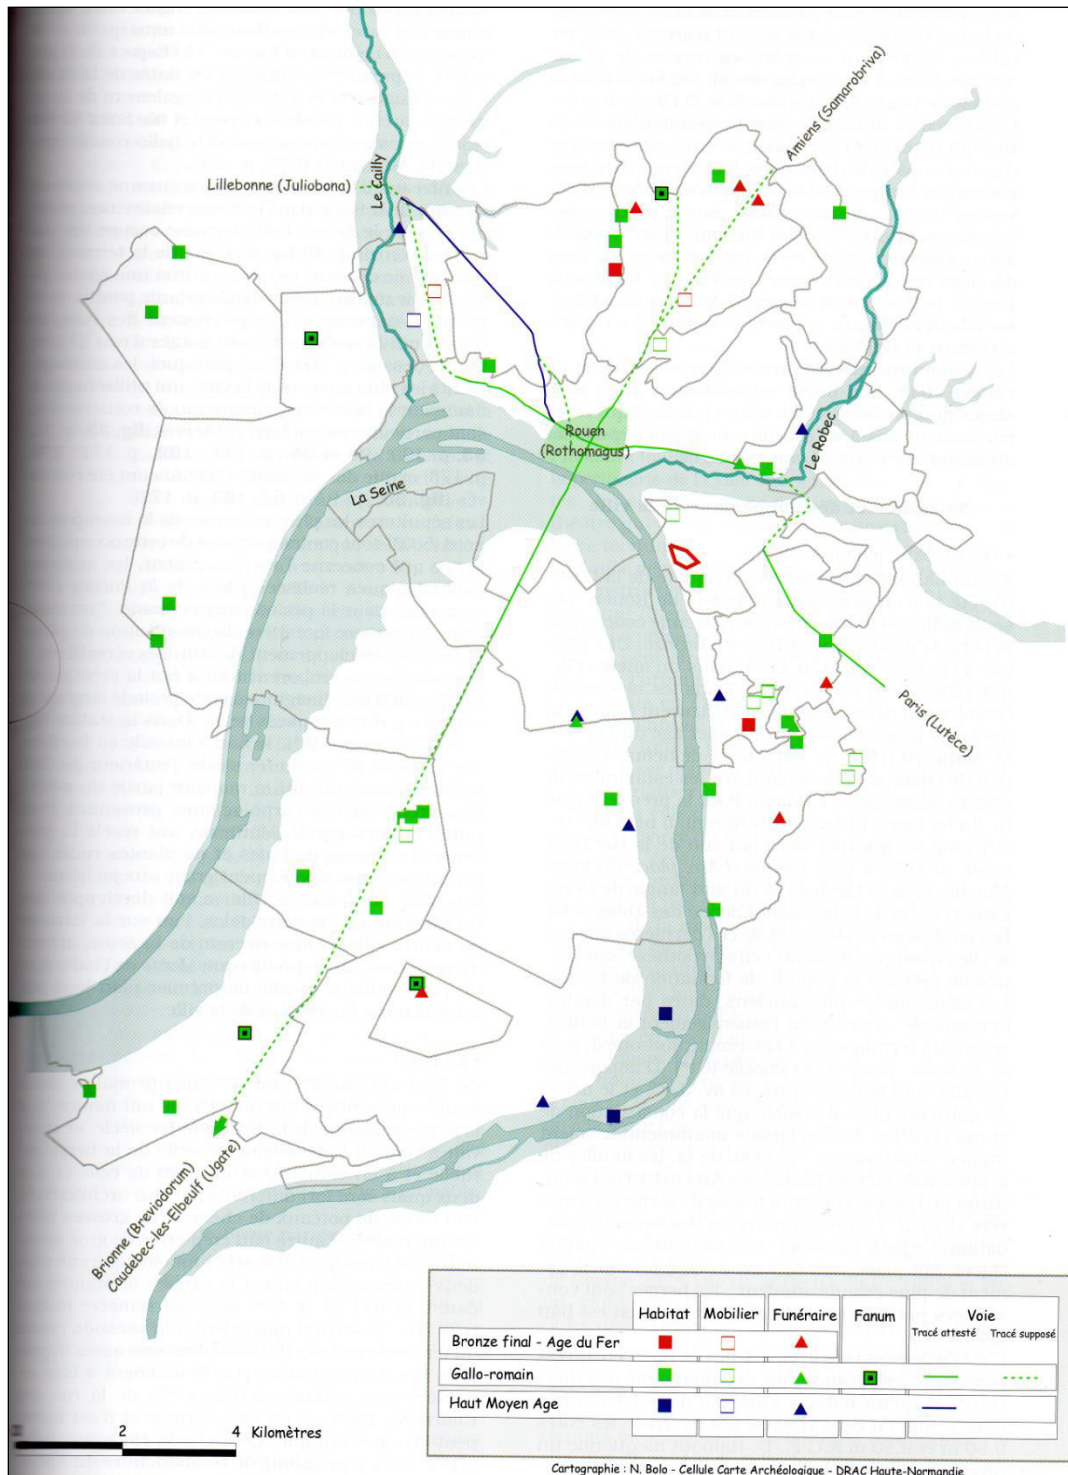 Amiens (Samarobriva)
Le Cailly
Lillebonne (Juliobona)
Rouen
(Rothomagus)
Le Robec
La Seine
Paris (Lutèce)
Brionne (Breviodorum)
Caudebec-les-Elbeulf (Ugate)
Habitat Mobilier Funéraire Fanum Voie
Tracé attesté Tracé supposé
Bronze final - Age du Fer
Gallo-romain
Haut Moyen Age
2 4 Kilomètres
Cartographie : N. Bolo - Cellule Carte Archéologique - DRAC Haute-Normandie